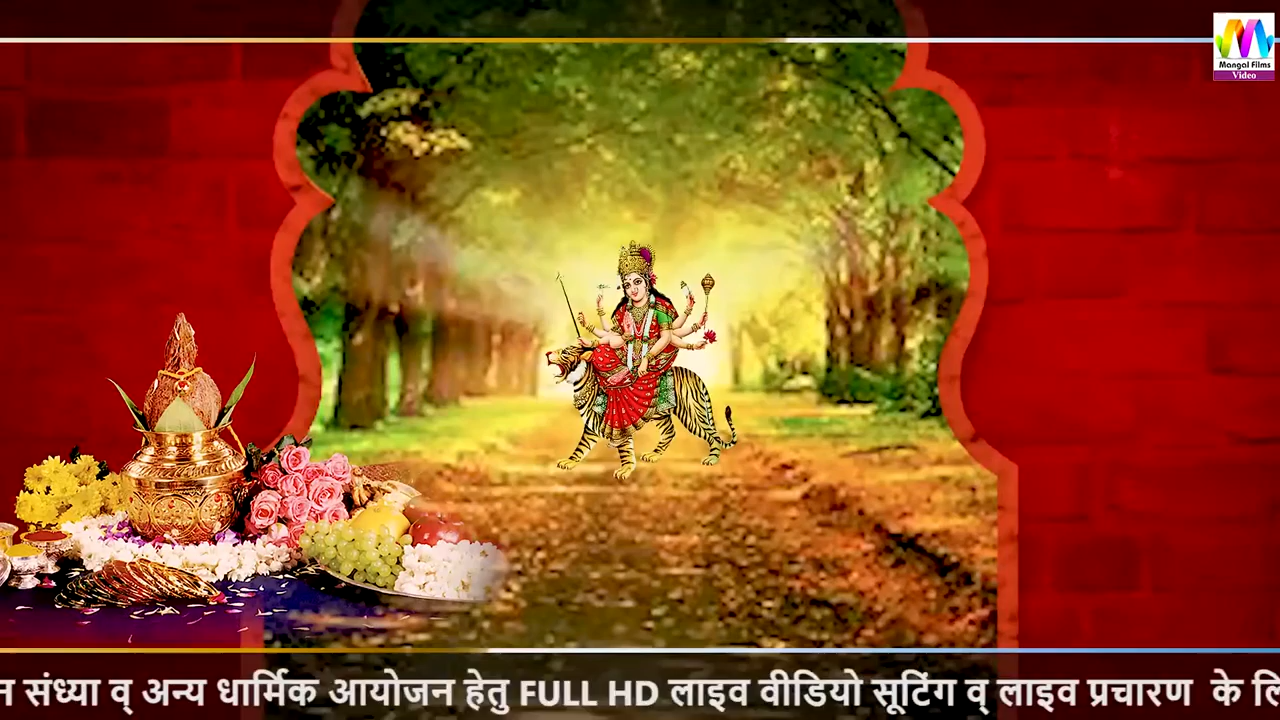 Mangal Films
Video
संध्या व् अन्य धार्मिक आयोजन हेतु FULL HD लाइव वीडियो सूटिंग व् लाइव प्रचारण के